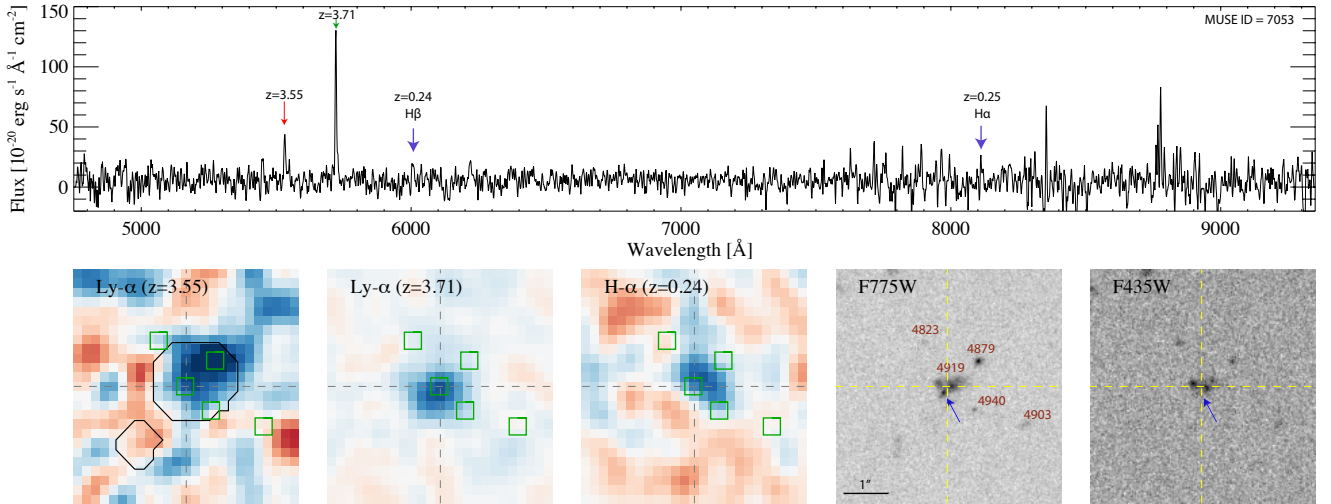 150
100
50
0
Flux [10⁻²⁰ erg s⁻¹ Å⁻¹ cm⁻²]
z=3.71
MUSE ID = 7053
z=3.55
z=0.24
Hβ
z=0.25
Hα
5000 6000 7000 8000 9000
Wavelength [Å]
Ly-α (z=3.55)
Ly-α (z=3.71)
H-α (z=0.24)
F775W
4823
4879
4919
4940
4903
1"
F435W